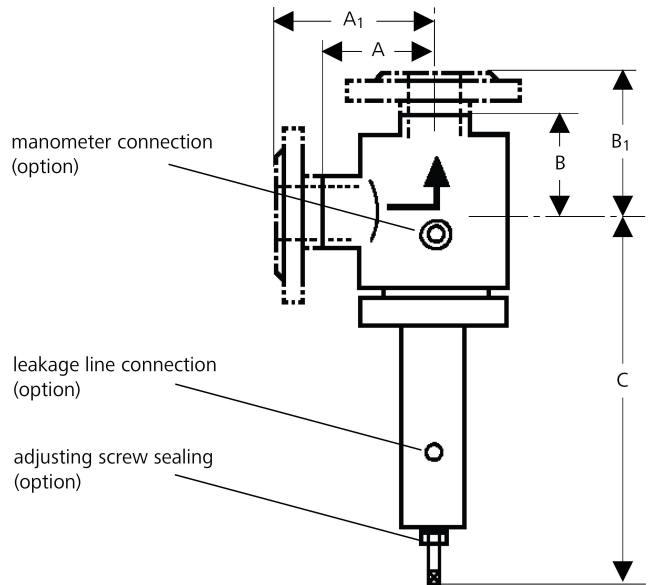 A₁
A
manometer connection
(option)
B
B₁
leakage line connection
(option)
C
adjusting screw sealing
(option)